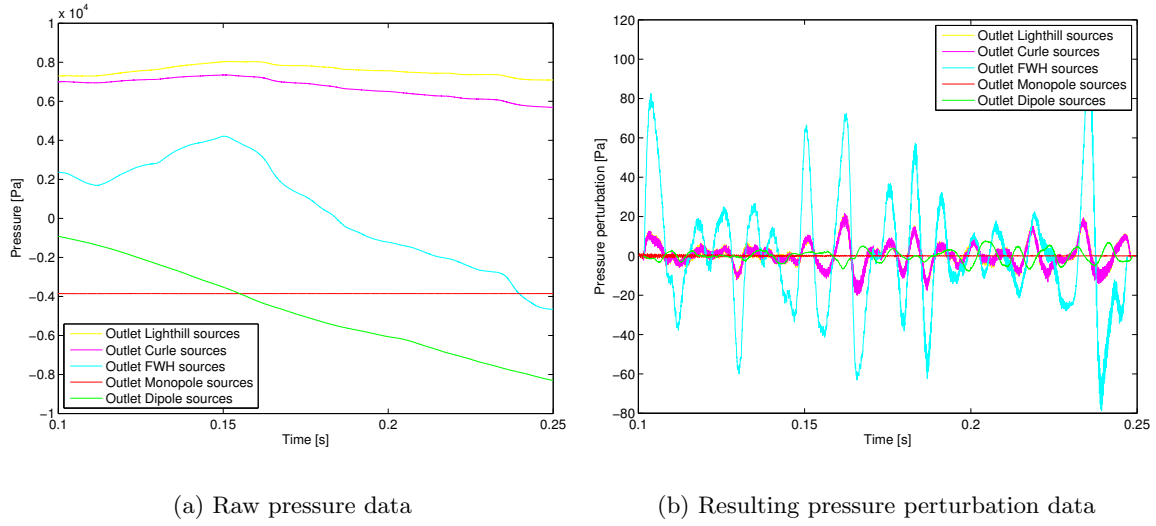 x 10⁴
1
0.8
0.6
0.4
0.2
0
−0.2
−0.4
−0.6
−0.8
−1
Pressure [Pa]
0.1
0.15
0.2
0.25
Time [s]
Outlet Lighthill sources
Outlet Curle sources
Outlet FWH sources
Outlet Monopole sources
Outlet Dipole sources
(a) Raw pressure data
120
100
80
60
40
20
0
−20
−40
−60
−80
Pressure perturbation [Pa]
0.1
0.15
0.2
0.25
Time [s]
Outlet Lighthill sources
Outlet Curle sources
Outlet FWH sources
Outlet Monopole sources
Outlet Dipole sources
(b) Resulting pressure perturbation data